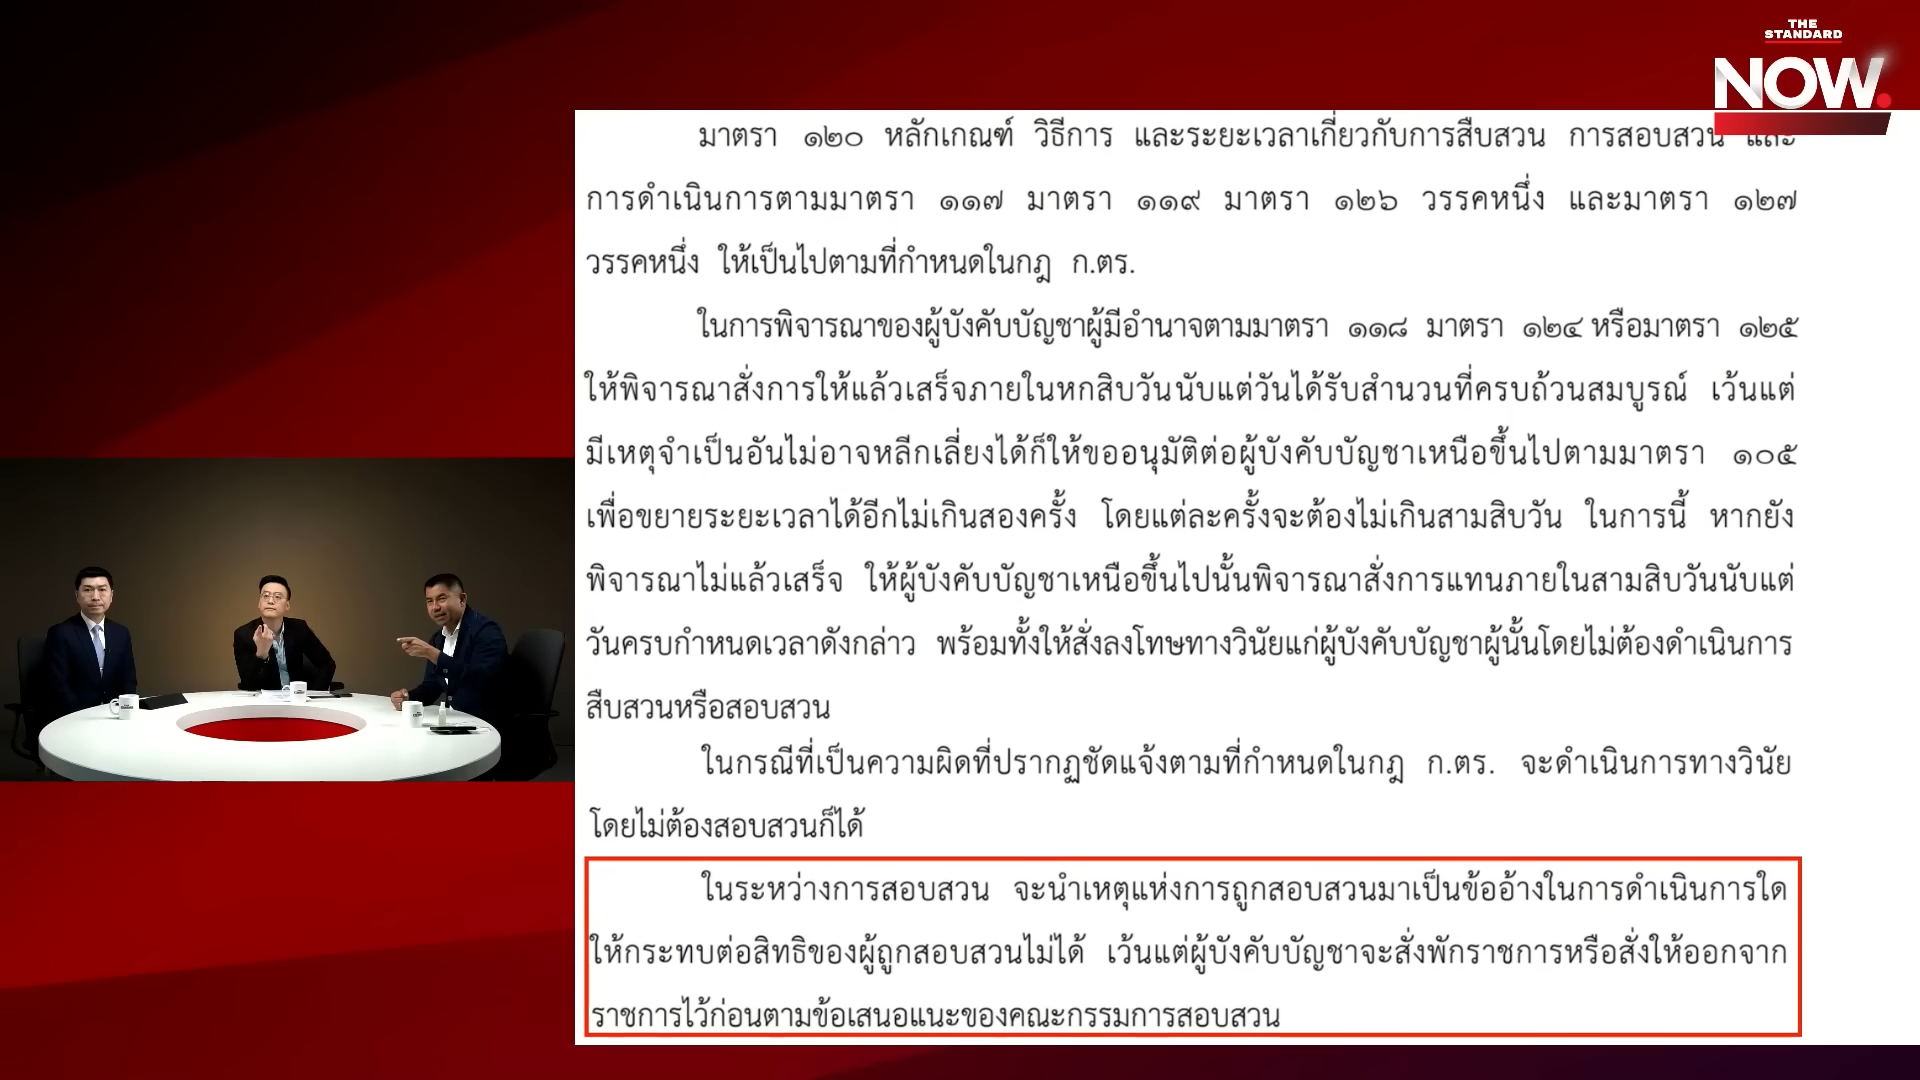 THE
STANDARD
NOW.
มาตรา ๑๒๐ หลักเกณฑ์ วิธีการ และระยะเวลาเกี่ยวกับการสืบสวน การสอบสวน และ
การดำเนินการตามมาตรา ๑๑๗ มาตรา ๑๑๙ มาตรา ๑๒๖ วรรคหนึ่ง และมาตรา ๑๒๗
วรรคหนึ่ง ให้เป็นไปตามที่กำหนดในกฎ ก.ตร.
ในการพิจารณาของผู้บังคับบัญชาผู้มีอำนาจตามมาตรา ๑๑๘ มาตรา ๑๒๔ หรือมาตรา ๑๒๕
ให้พิจารณาสั่งการให้แล้วเสร็จภายในหกสิบวันนับแต่วันได้รับสำนวนที่ครบถ้วนสมบูรณ์ เว้นแต่
มีเหตุจำเป็นอันไม่อาจหลีกเลี่ยงได้ก็ให้ขออนุมัติต่อผู้บังคับบัญชาเหนือขึ้นไปตามมาตรา ๑๐๕
เพื่อขยายระยะเวลาได้อีกไม่เกินสองครั้ง โดยแต่ละครั้งจะต้องไม่เกินสามสิบวัน ในการนี้ หากยัง
พิจารณาไม่แล้วเสร็จ ให้ผู้บังคับบัญชาเหนือขึ้นไปนั้นพิจารณาสั่งการแทนภายในสามสิบวันนับแต่
วันครบกำหนดเวลาดังกล่าว พร้อมทั้งให้สั่งลงโทษทางวินัยแก่ผู้บังคับบัญชาผู้นั้นโดยไม่ต้องดำเนินการ
สืบสวนหรือสอบสวน
ในกรณีที่เป็นความผิดที่ปรากฏชัดแจ้งตามที่กำหนดในกฎ ก.ตร. จะดำเนินการทางวินัย
โดยไม่ต้องสอบสวนก็ได้
ในระหว่างการสอบสวน จะนำเหตุแห่งการถูกสอบสวนมาเป็นข้ออ้างในการดำเนินการใด
ให้กระทบต่อสิทธิของผู้ถูกสอบสวนไม่ได้ เว้นแต่ผู้บังคับบัญชาจะสั่งพักราชการหรือสั่งให้ออกจาก
ราชการไว้ก่อนตามข้อเสนอแนะของคณะกรรมการสอบสวน